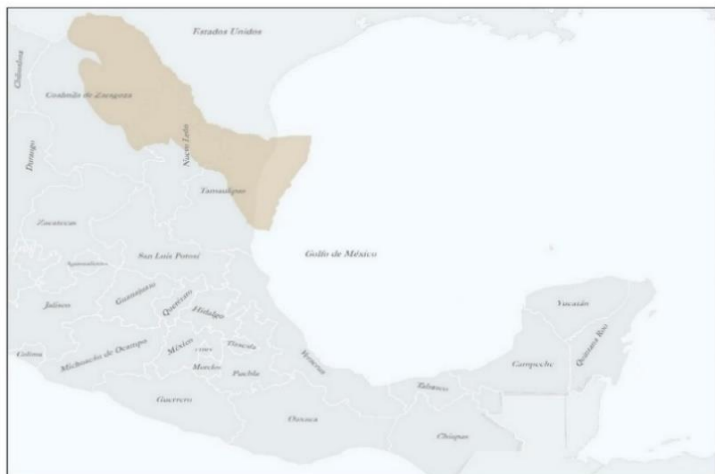 Estados Unidos
Chihuahua
Coahuila de Zaragoza
Nuevo León
Durango
Tamaulipas
Zacatecas
San Luis Potosí
Golfo de México
Aguascalientes
Yucatán
Jalisco
Guanajuato
Querétaro
Hidalgo
Quintana Roo
Colima
Michoacán de Ocampo
México
Tlaxcala
Veracruz
Campeche
Morelos
Puebla
Tabasco
Guerrero
Oaxaca
Chiapas